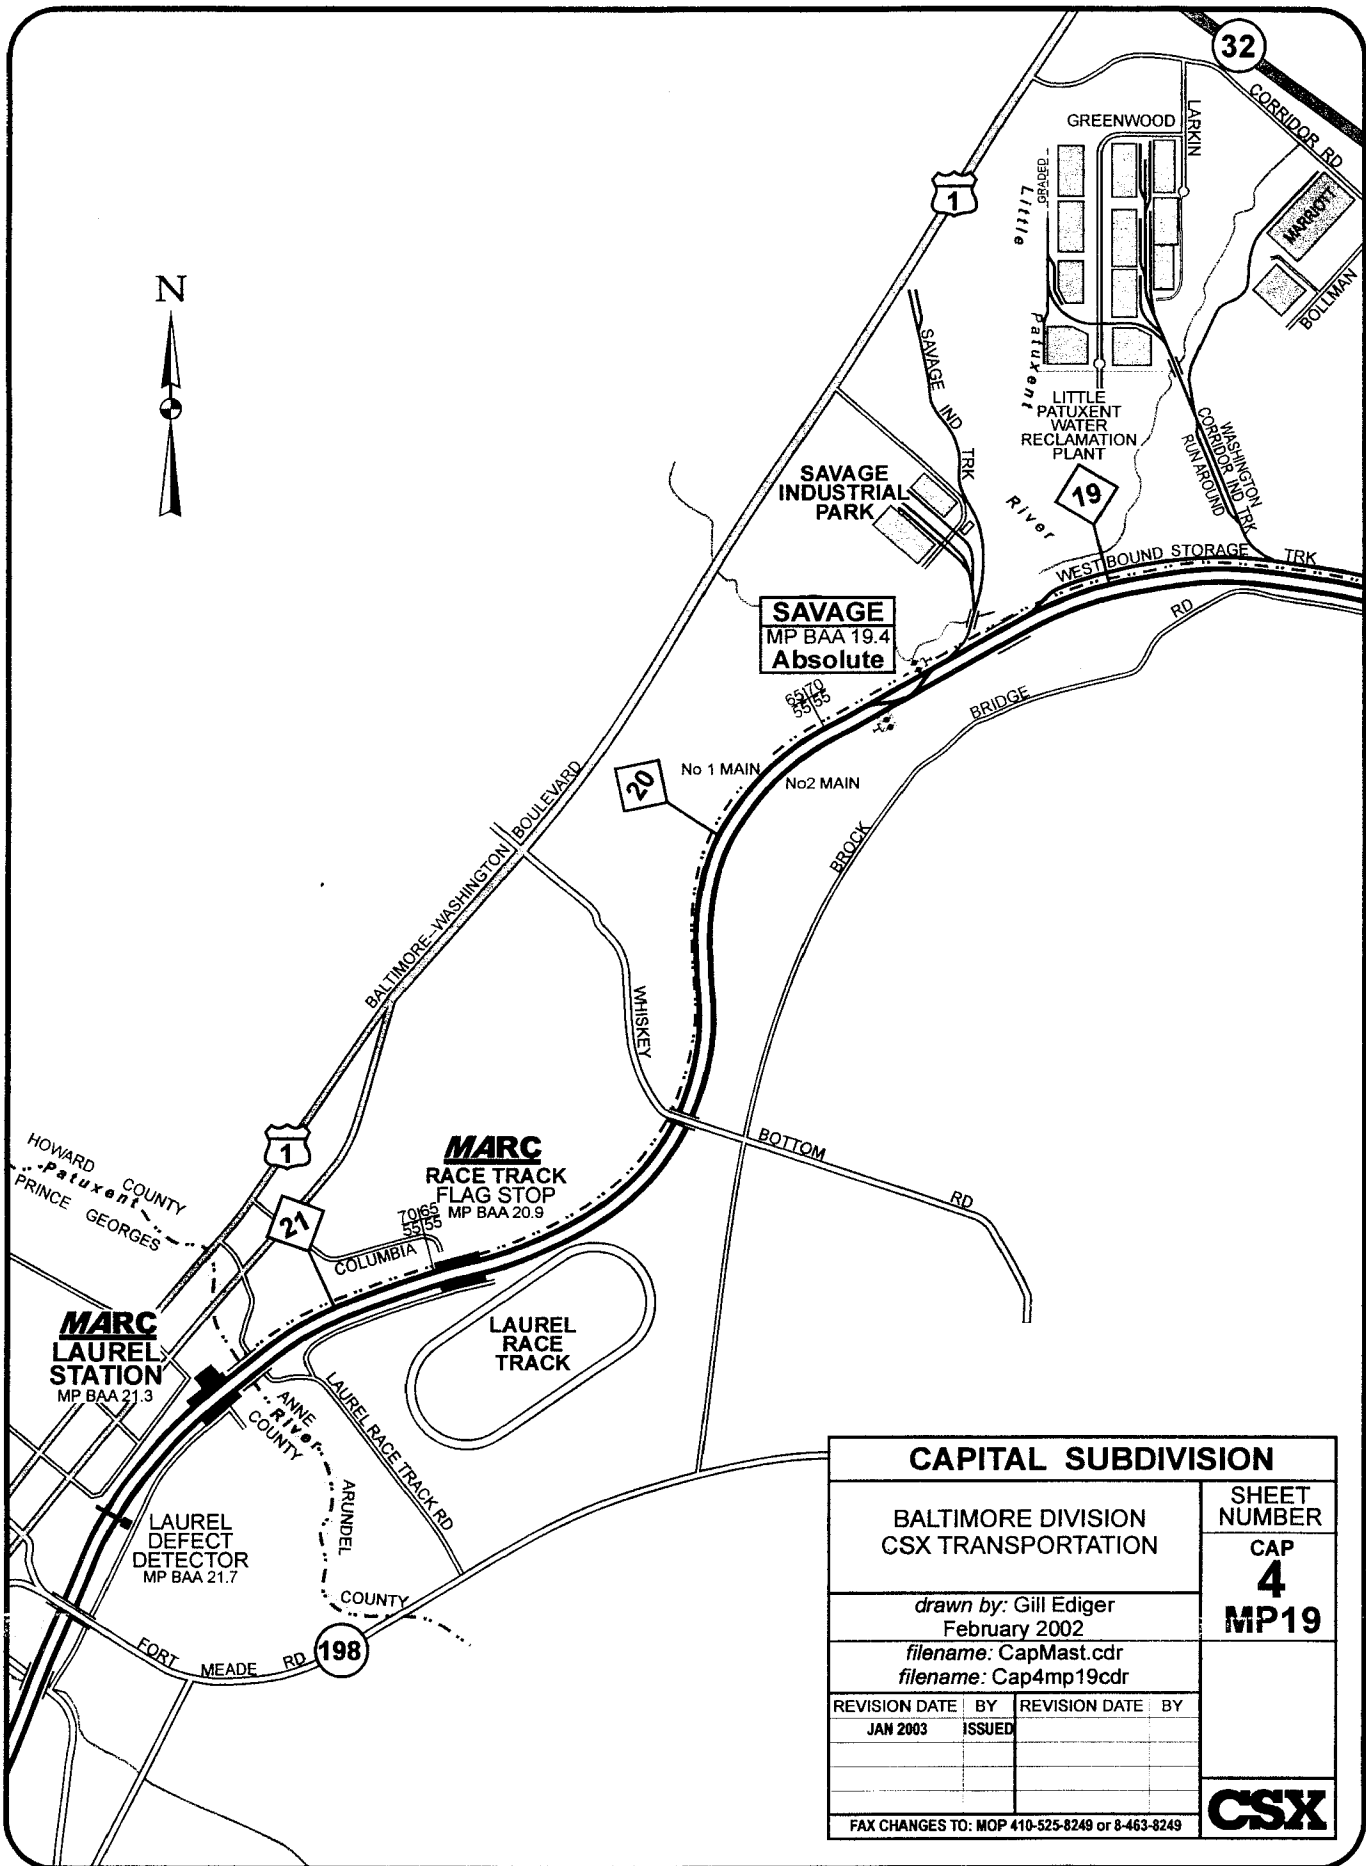 32
CORRIDOR RD
GREENWOOD
LARKIN
GRADED
Little
1
MARRIOTT
BOLLMAN
N
SAVAGE IND TRK
Patuxent
LITTLE
PATUXENT
WATER
RECLAMATION
PLANT
WASHINGTON
CORRIDOR IND TRK
RUN AROUND
SAVAGE
INDUSTRIAL
PARK
River
19
WESTBOUND STORAGE TRK
SAVAGE
MP BAA 19.4
Absolute
65|70
55|55
BROCK BRIDGE RD
20
No 1 MAIN
No2 MAIN
BALTIMORE-WASHINGTON BOULEVARD
WHISKEY BOTTOM RD
1
HOWARD COUNTY
Patuxent
PRINCE GEORGES
MARC
RACE TRACK
FLAG STOP
MP BAA 20.9
21
70|65
55|55
COLUMBIA
MARC
LAUREL
STATION
MP BAA 21.3
LAUREL
RACE
TRACK
ANNE ARUNDEL COUNTY
River
COUNTY
LAUREL RACE TRACK RD
LAUREL
DEFECT
DETECTOR
MP BAA 21.7
FORT MEADE RD
198
CAPITAL SUBDIVISION
BALTIMORE DIVISION
CSX TRANSPORTATION
SHEET
NUMBER
CAP
4
MP19
drawn by: Gill Ediger
February 2002
filename: CapMast.cdr
filename: Cap4mp19cdr
REVISION DATE BY REVISION DATE BY
JAN 2003 ISSUED
FAX CHANGES TO: MOP 410-525-8249 or 8-463-8249
CSX